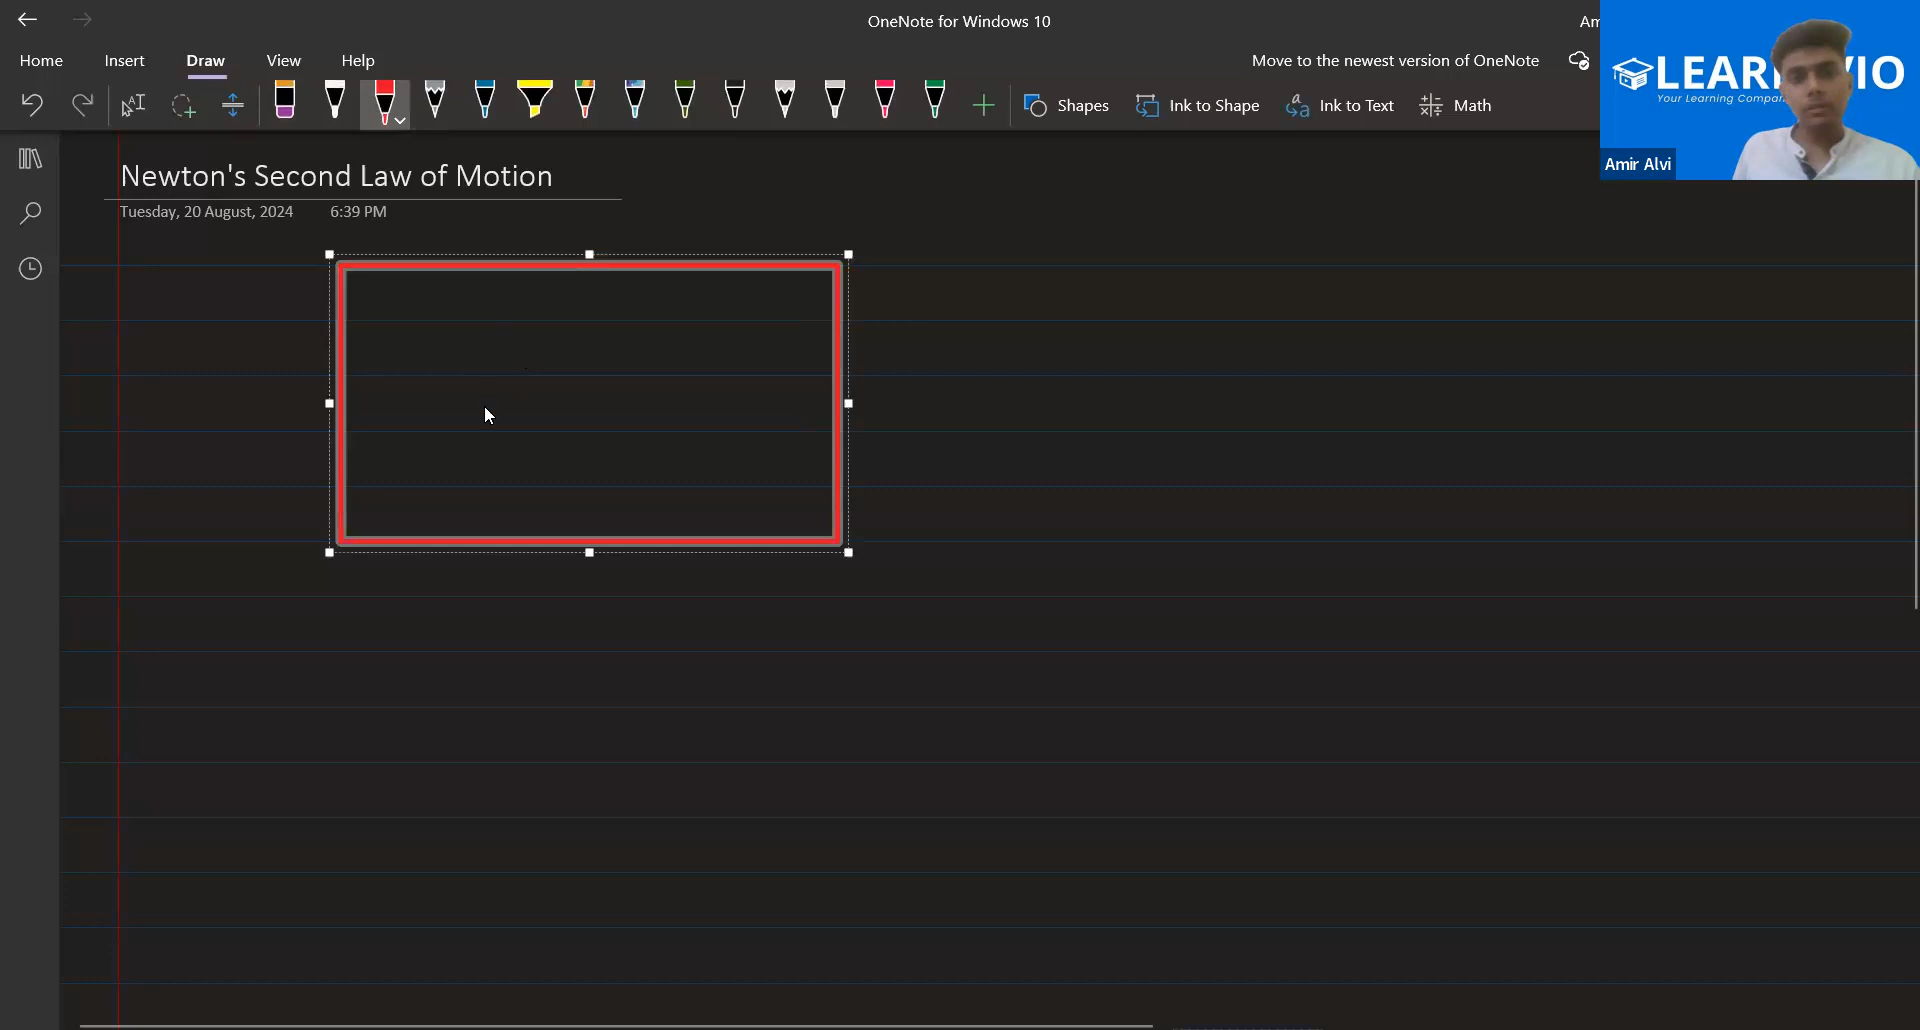 OneNote for Windows 10
Am
Home Insert Draw View Help
Move to the newest version of OneNote
Shapes Ink to Shape Ink to Text Math
Your Learning Compan
Amir Alvi
Newton's Second Law of Motion
Tuesday, 20 August, 2024 6:39 PM